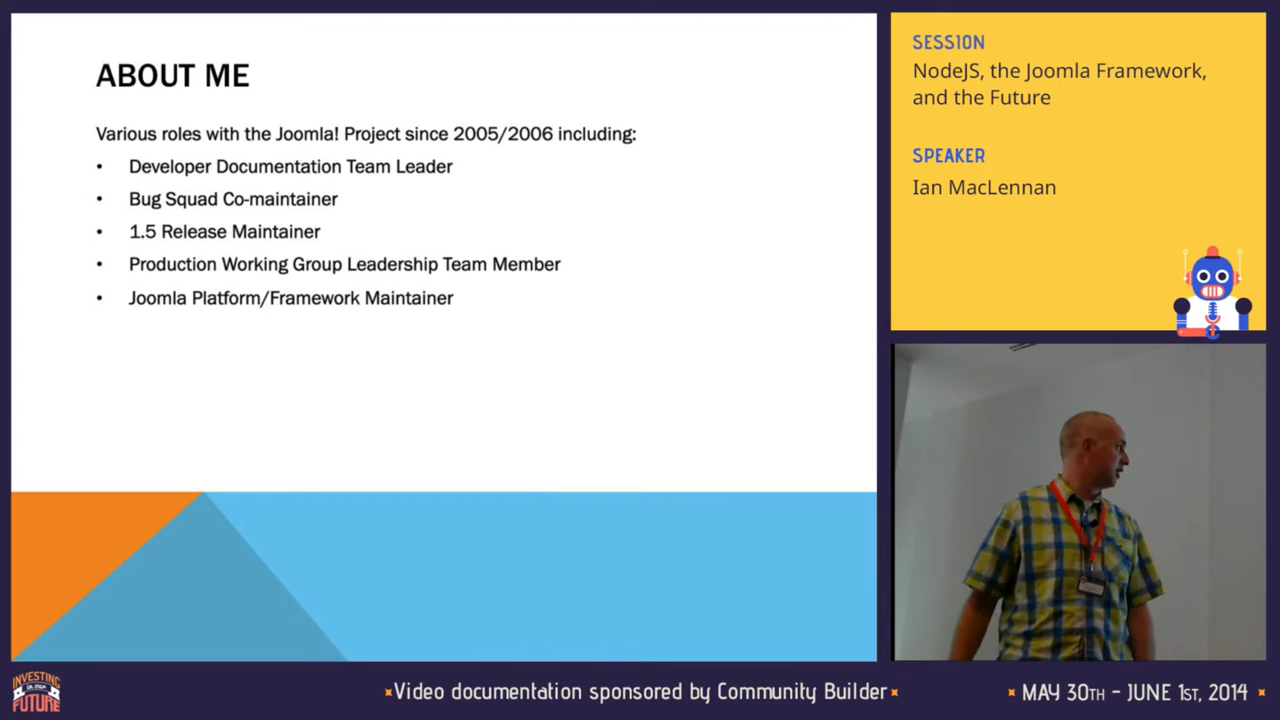 ABOUT ME
Various roles with the Joomla! Project since 2005/2006 including:
• Developer Documentation Team Leader
• Bug Squad Co-maintainer
• 1.5 Release Maintainer
• Production Working Group Leadership Team Member
• Joomla Platform/Framework Maintainer
SESSION
NodeJS, the Joomla Framework,
and the Future
SPEAKER
Ian MacLennan
INVESTING
IN OUR
FUTURE
Video documentation sponsored by Community Builder
MAY 30TH - JUNE 1ST, 2014